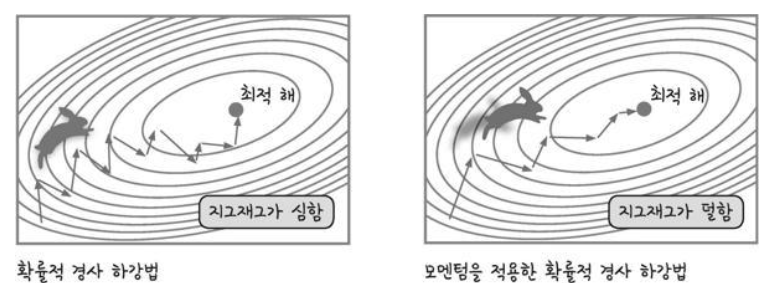 최적 해
지그재그가 심함
확률적 경사 하강법
최적 해
지그재그가 덜함
모멘텀을 적용한 확률적 경사 하강법